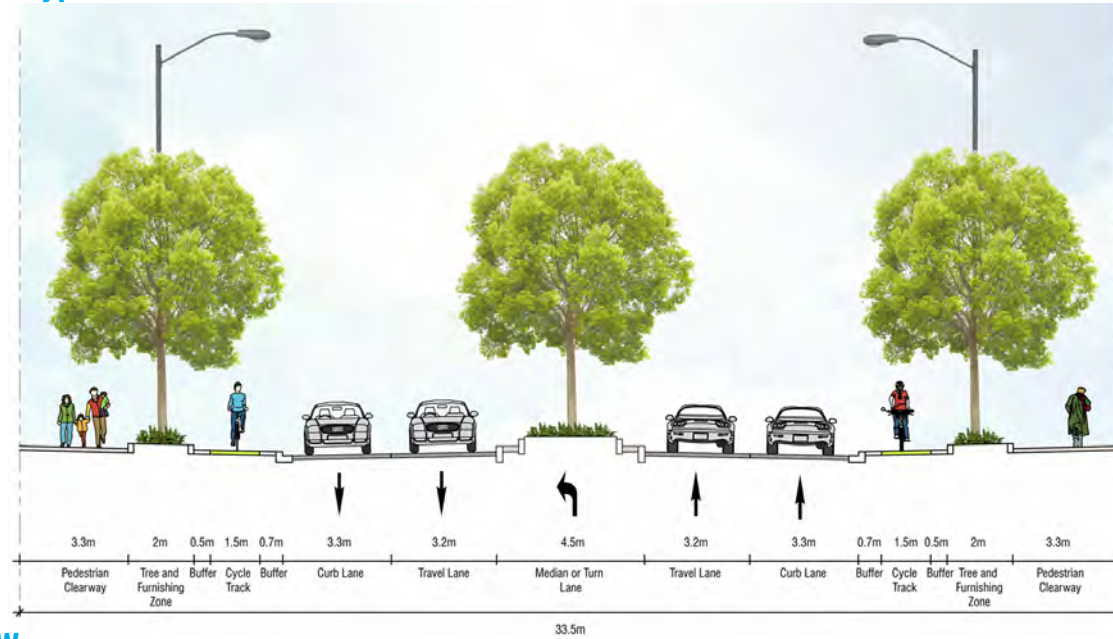 3.3m 2m 0.5m 1.5m 0.7m 3.3m 3.2m 4.5m 3.2m 3.3m 0.7m 1.5m 0.5m 2m 3.3m
Pedestrian Clearway
Tree and Furnishing Zone
Buffer
Cycle Track
Buffer
Curb Lane
Travel Lane
Median or Turn Lane
Travel Lane
Curb Lane
Buffer
Cycle Track
Buffer
Tree and Furnishing Zone
Pedestrian Clearway
33.5m